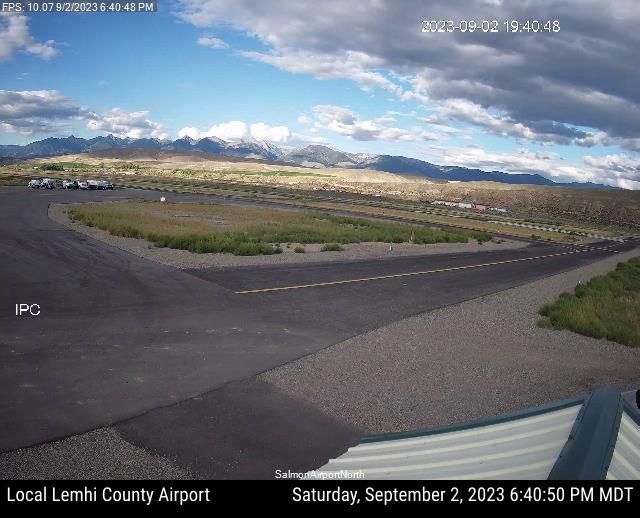 FPS: 10.07 9/2/2023 6:40:48 PM
2023-09-02 19:40:48
IPC
SalmonAirportNorth
Local Lemhi County Airport
Saturday, September 2, 2023 6:40:50 PM MDT